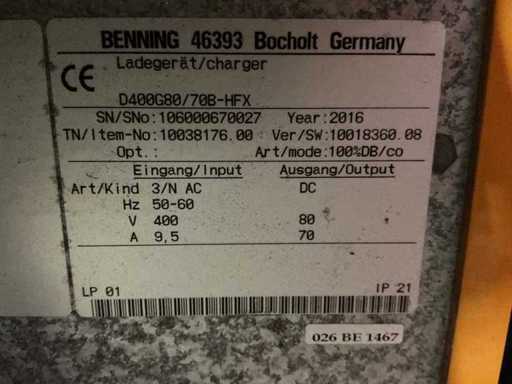 BENNING 46393 Bocholt Germany
CE Ladegerät/charger
D400G80/70B-HFX
SN/SNo:106000670027 Year:2016
TN/Item-No:10038176.00 Ver/SW:10018360.08
Opt.: Art/mode:100%DB/co
Eingang/Input Ausgang/Output
Art/Kind 3/N AC DC
Hz 50-60
V 400 80
A 9,5 70
LP 01 IP 21
026 BE 1467